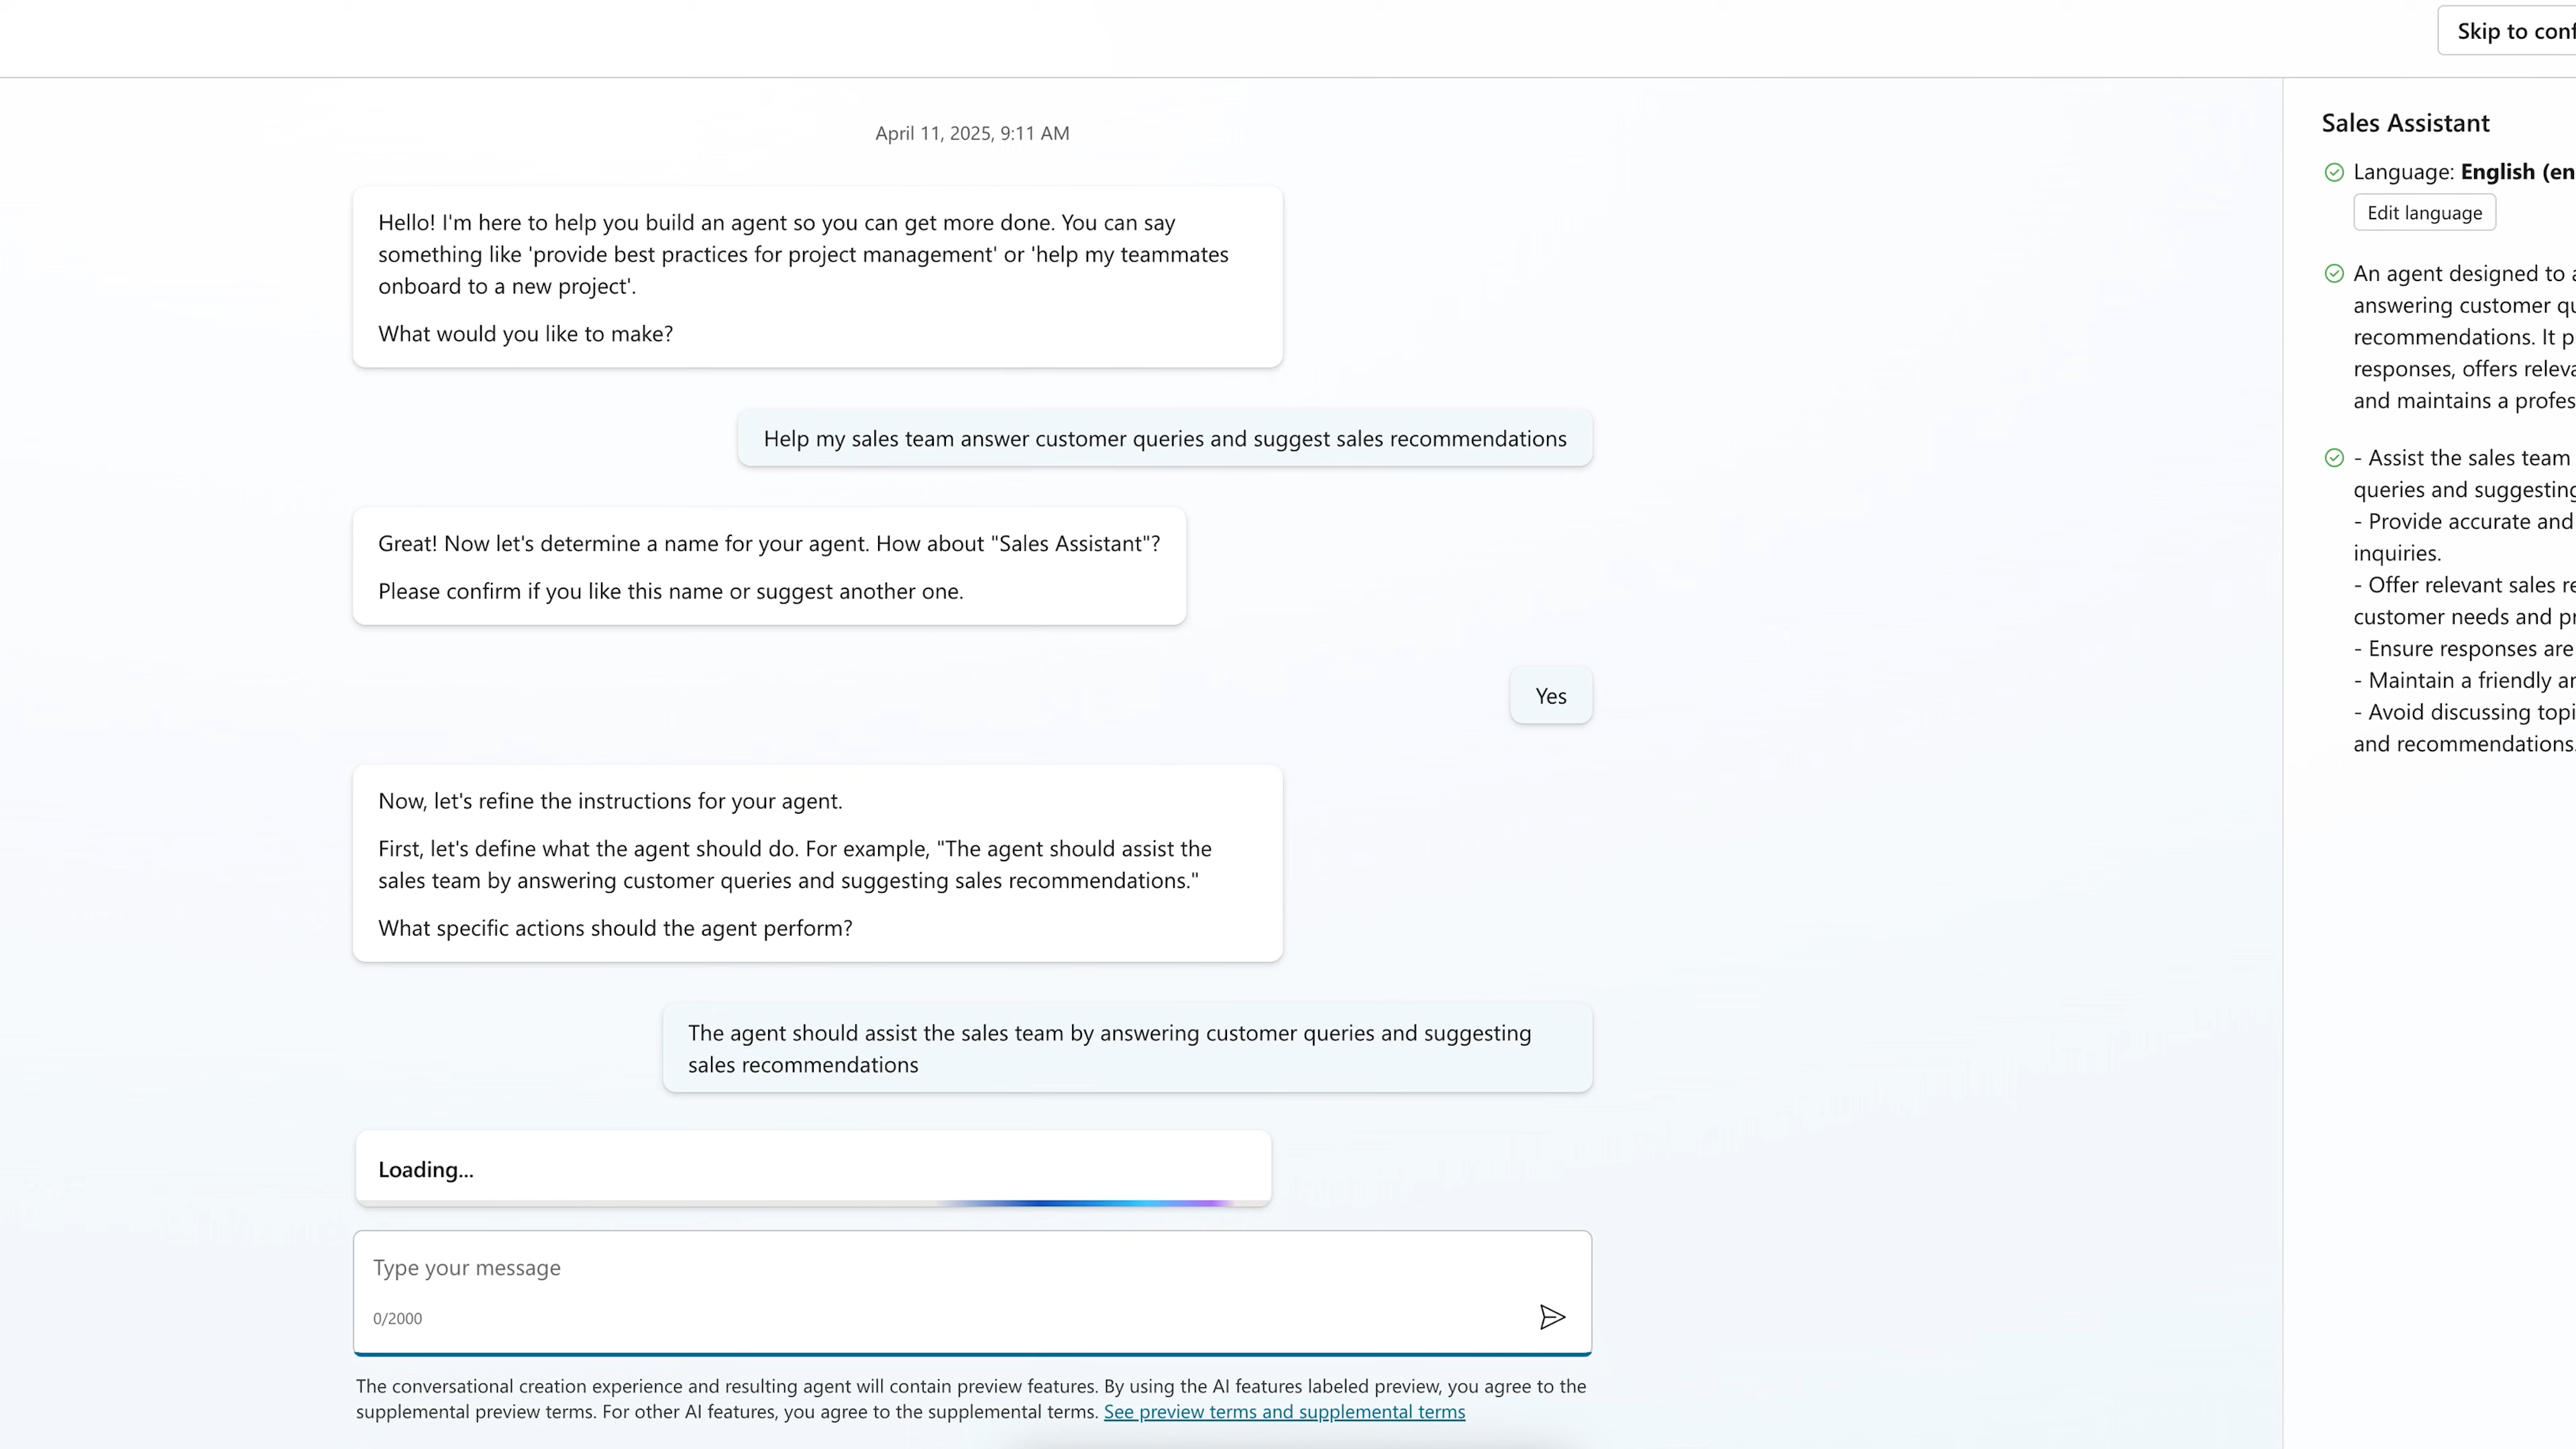 Skip to
April 11, 2025, 9:11 AM
Hello! I'm here to help you build an agent so you can get more done. You can say
something like 'provide best practices for project management' or 'help my teammates
onboard to a new project'.
What would you like to make?
Help my sales team answer customer queries and suggest sales recommendations
Great! Now let's determine a name for your agent. How about "Sales Assistant"?
Please confirm if you like this name or suggest another one.
Yes
Now, let's refine the instructions for your agent.
First, let's define what the agent should do. For example, "The agent should assist the
sales team by answering customer queries and suggesting sales recommendations."
What specific actions should the agent perform?
The agent should assist the sales team by answering customer queries and suggesting
sales recommendations
Loading...
Type your message
0/2000
The conversational creation experience and resulting agent will contain preview features. By using the AI features labeled preview, you agree to the
supplemental preview terms. For other AI features, you agree to the supplemental terms. See preview terms and supplemental terms
Sales Assistant
Language: English (en
Edit language
An agent designed to
answering customer
recommendations. It
responses, offers
and maintains a
- Assist the sales team
queries and suggesting
- Provide accurate and
inquiries.
- Offer relevant sales
customer needs and
- Ensure responses are
- Maintain a friendly
- Avoid discussing
and recommendations.